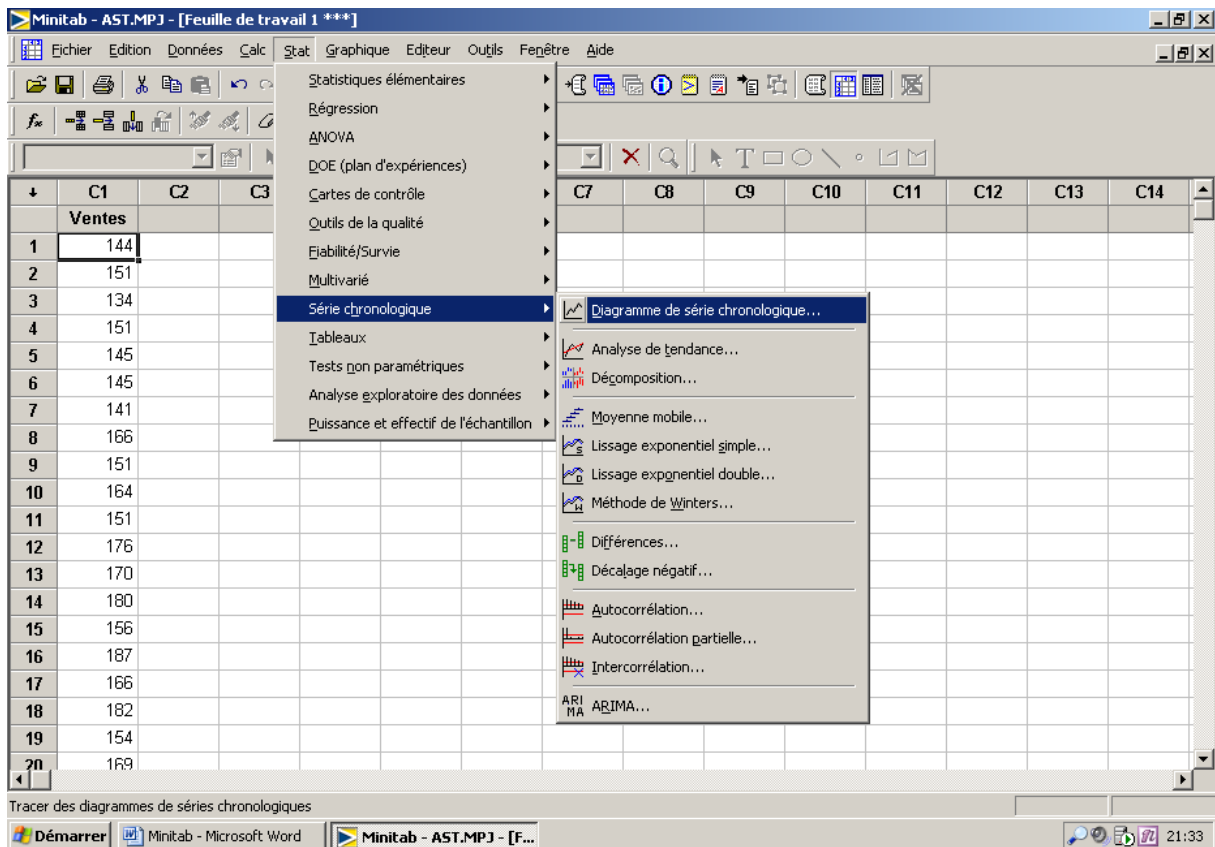 Minitab - AST.MPJ - [Feuille de travail 1 ***]
Fichier Edition Données Calc Stat Graphique Editeur Outils Fenêtre Aide
Statistiques élémentaires
Régression
ANOVA
DOE (plan d'expériences)
Cartes de contrôle
Outils de la qualité
Fiabilité/Survie
Multivarié
Série chronologique
Tableaux
Tests non paramétriques
Analyse exploratoire des données
Puissance et effectif de l'échantillon
Diagramme de série chronologique...
Analyse de tendance...
Décomposition...
Moyenne mobile...
Lissage exponentiel simple...
Lissage exponentiel double...
Méthode de Winters...
Différences...
Décalage négatif...
Autocorrélation...
Autocorrélation partielle...
Intercorrélation...
ARI MA ARIMA...
C1 C2 C3 C7 C8 C9 C10 C11 C12 C13 C14
Ventes
1 144
2 151
3 134
4 151
5 145
6 145
7 141
8 166
9 151
10 164
11 151
12 176
13 170
14 180
15 156
16 187
17 166
18 182
19 154
20 169
Tracer des diagrammes de séries chronologiques
Démarrer Minitab - Microsoft Word Minitab - AST.MPJ - [F... 21:33